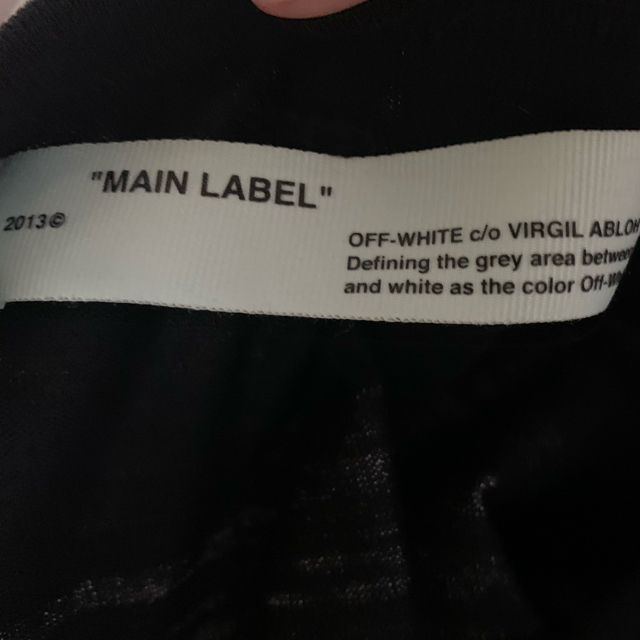 "MAIN LABEL"
2013©
OFF-WHITE c/o VIRGIL ABLOH
Defining the grey area between
and white as the color Off-W